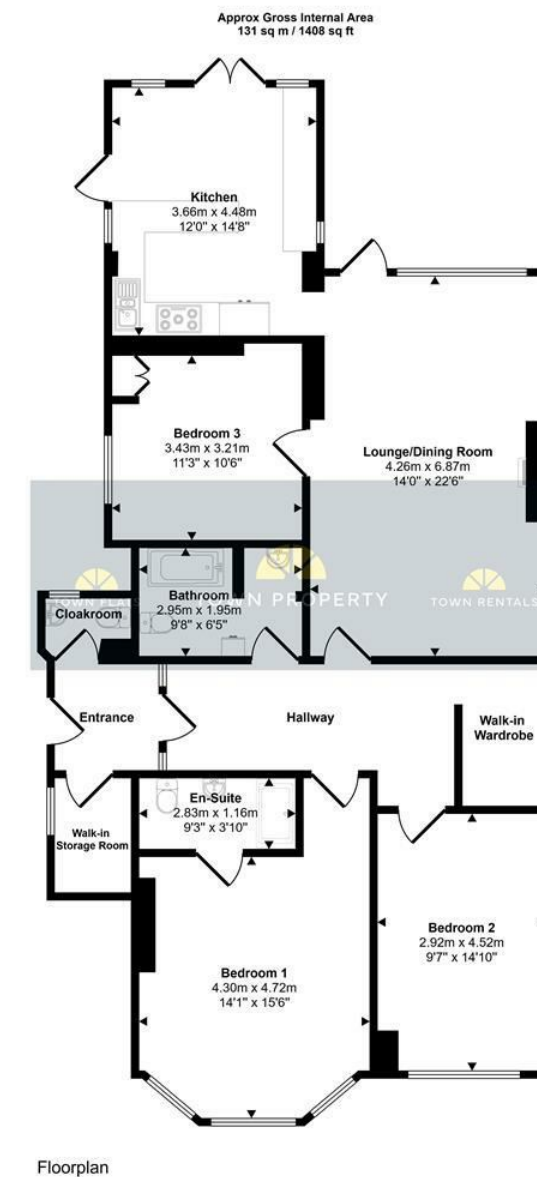 Approx Gross Internal Area
131 sq m / 1408 sq ft
Kitchen
3.66m x 4.48m
12'0" x 14'8"
Bedroom 3
3.43m x 3.21m
11'3" x 10'6"
Lounge/Dining Room
4.26m x 6.87m
14'0" x 22'6"
Bathroom
2.95m x 1.95m
9'8" x 6'5"
TOWN FLATS
TOWN PROPERTY
TOWN RENTALS
Cloakroom
Entrance
Hallway
Walk-in
Wardrobe
En-Suite
2.83m x 1.16m
9'3" x 3'10"
Walk-in
Storage Room
Bedroom 2
2.92m x 4.52m
9'7" x 14'10"
Bedroom 1
4.30m x 4.72m
14'1" x 15'6"
Floorplan